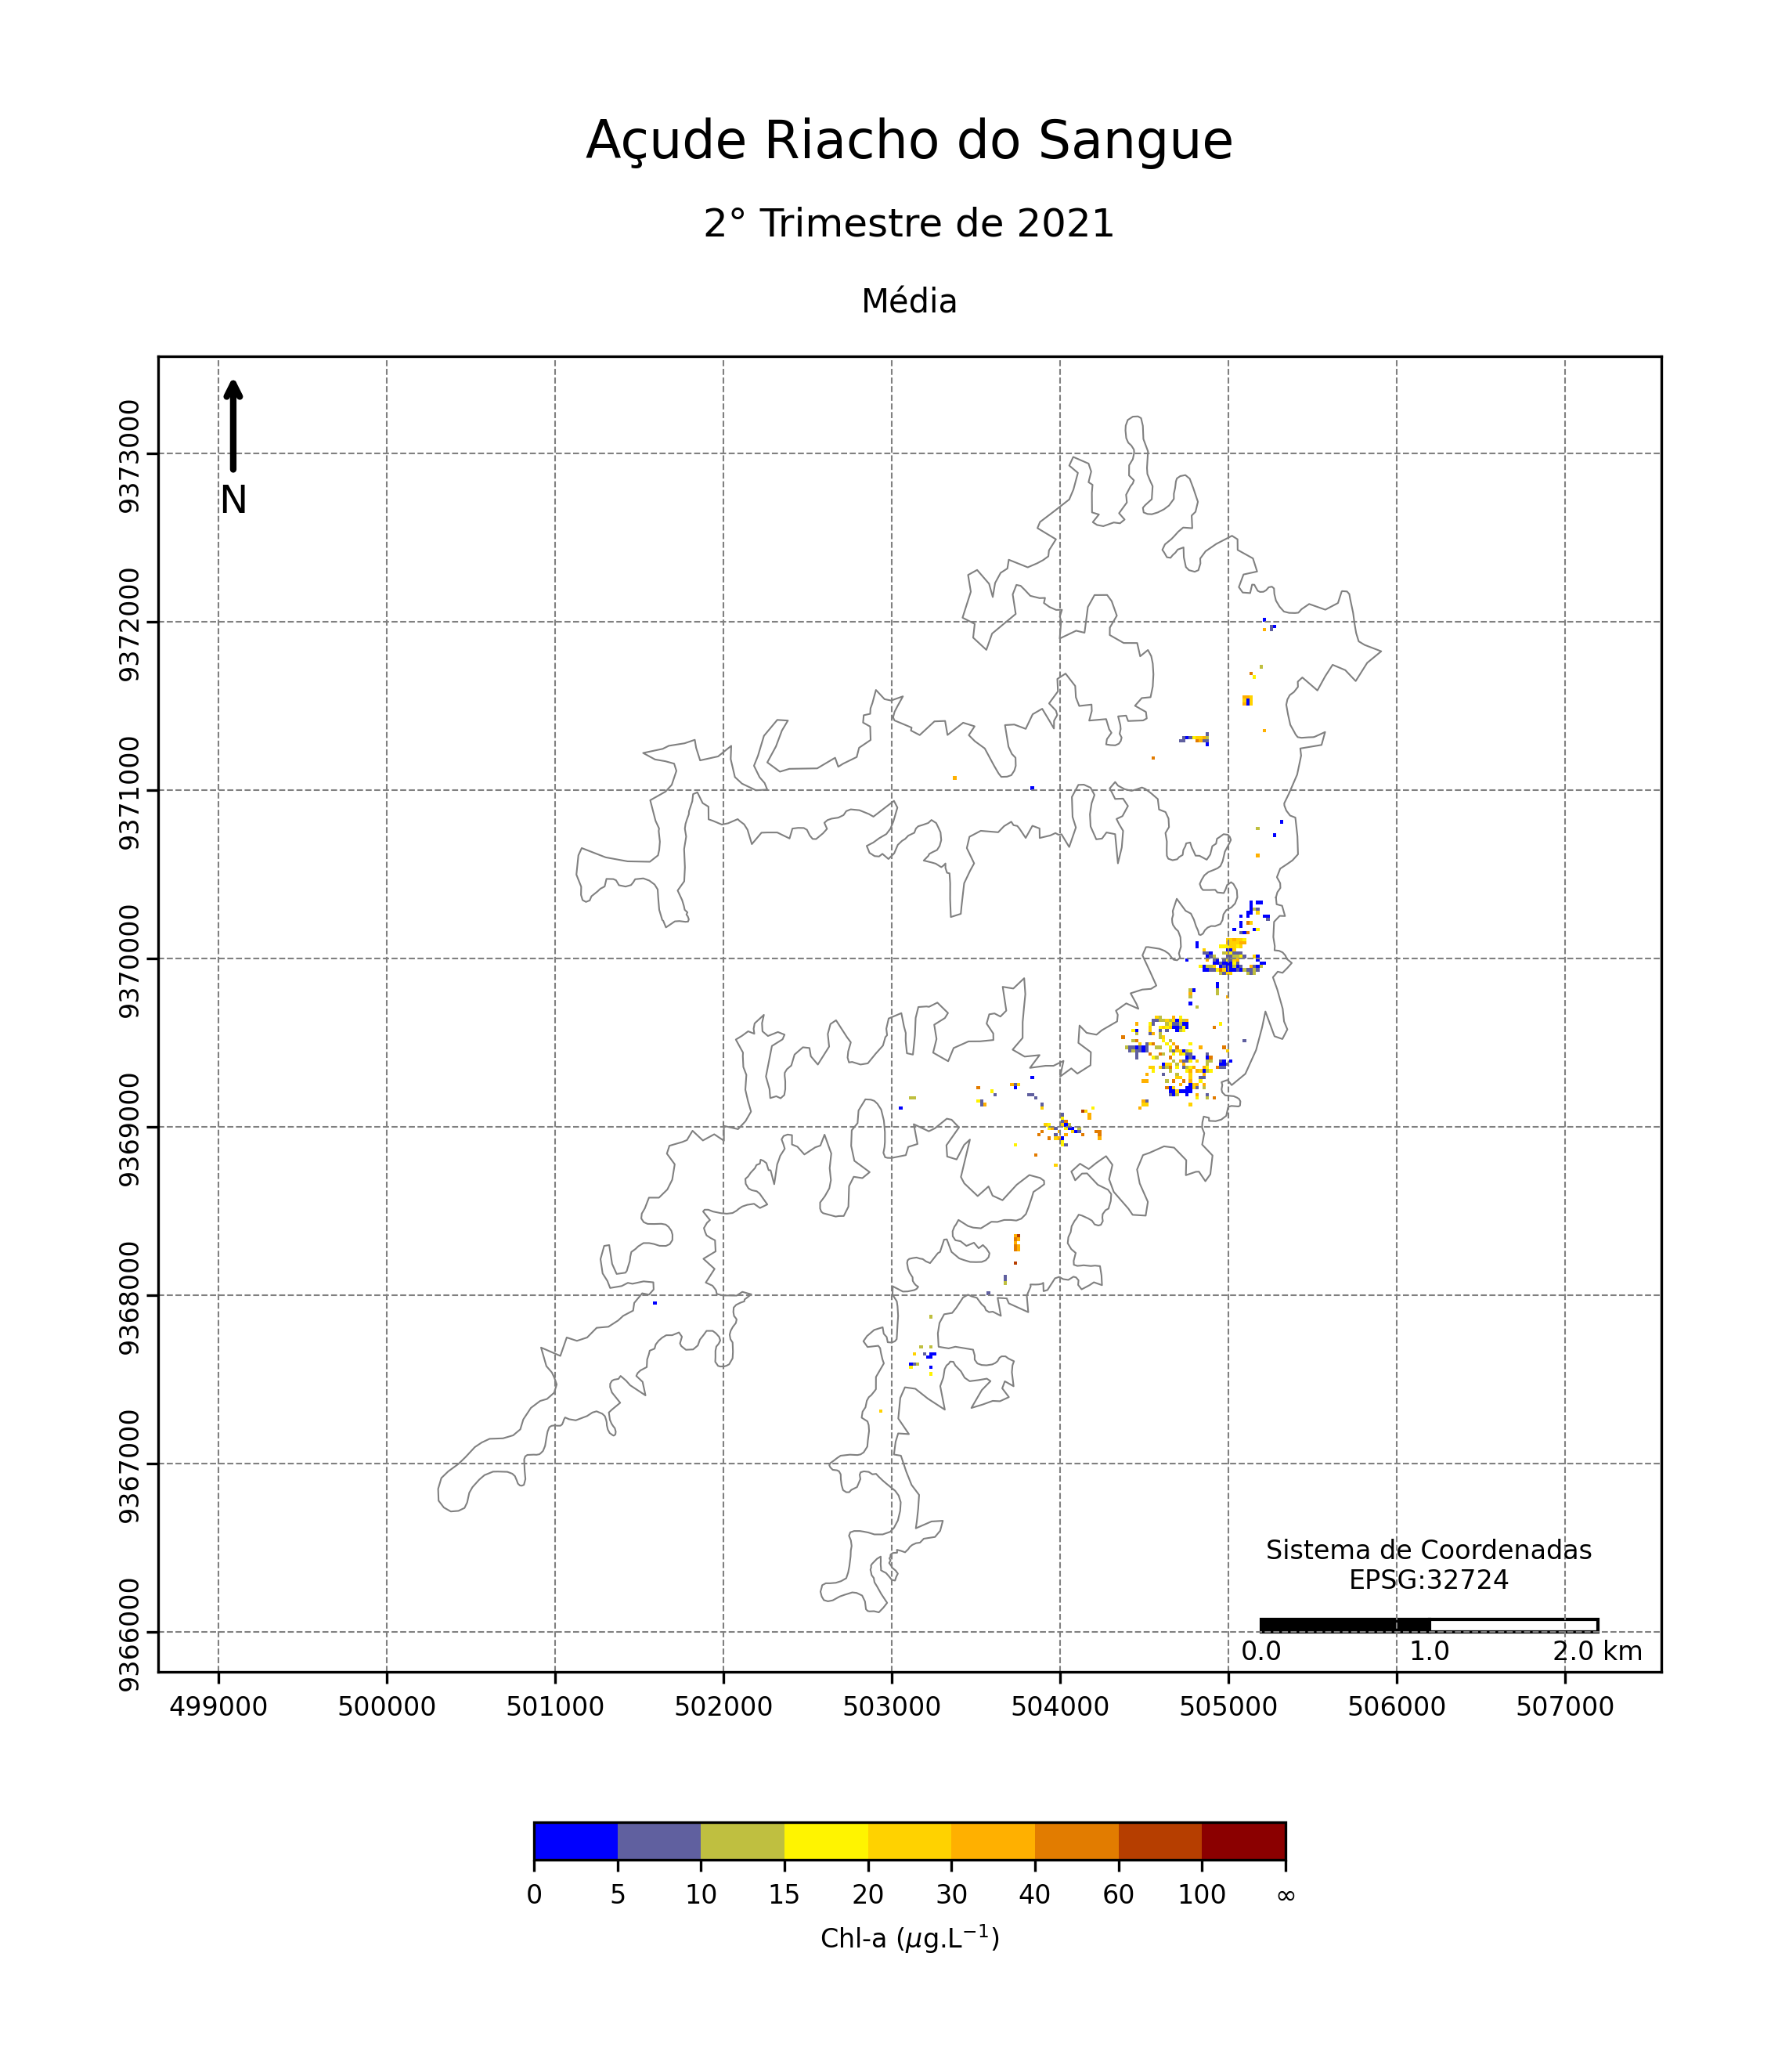 Açude Riacho do Sangue
2° Trimestre de 2021
Média
9373000
9372000
9371000
9370000
9369000
9368000
9367000
9366000
N
Sistema de Coordenadas
EPSG:32724
0.0 1.0 2.0 km
499000 500000 501000 502000 503000 504000 505000 506000 507000
0 5 10 15 20 30 40 60 100 ∞
Chl-a (μg.L⁻¹)